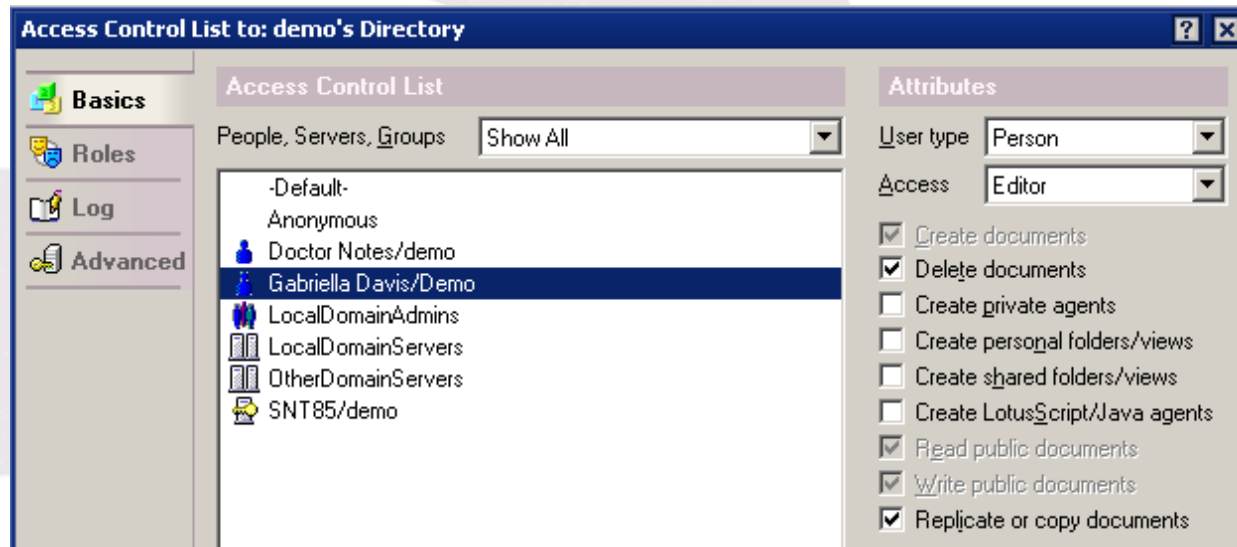 Access Control List to: demo's Directory
Basics
Roles
Log
Advanced
Access Control List
People, Servers, Groups Show All
-Default-
Anonymous
Doctor Notes/demo
Gabriella Davis/Demo
LocalDomainAdmins
LocalDomainServers
OtherDomainServers
SNT85/demo
Attributes
User type Person
Access Editor
Create documents
Delete documents
Create private agents
Create personal folders/views
Create shared folders/views
Create LotusScript/Java agents
Read public documents
Write public documents
Replicate or copy documents